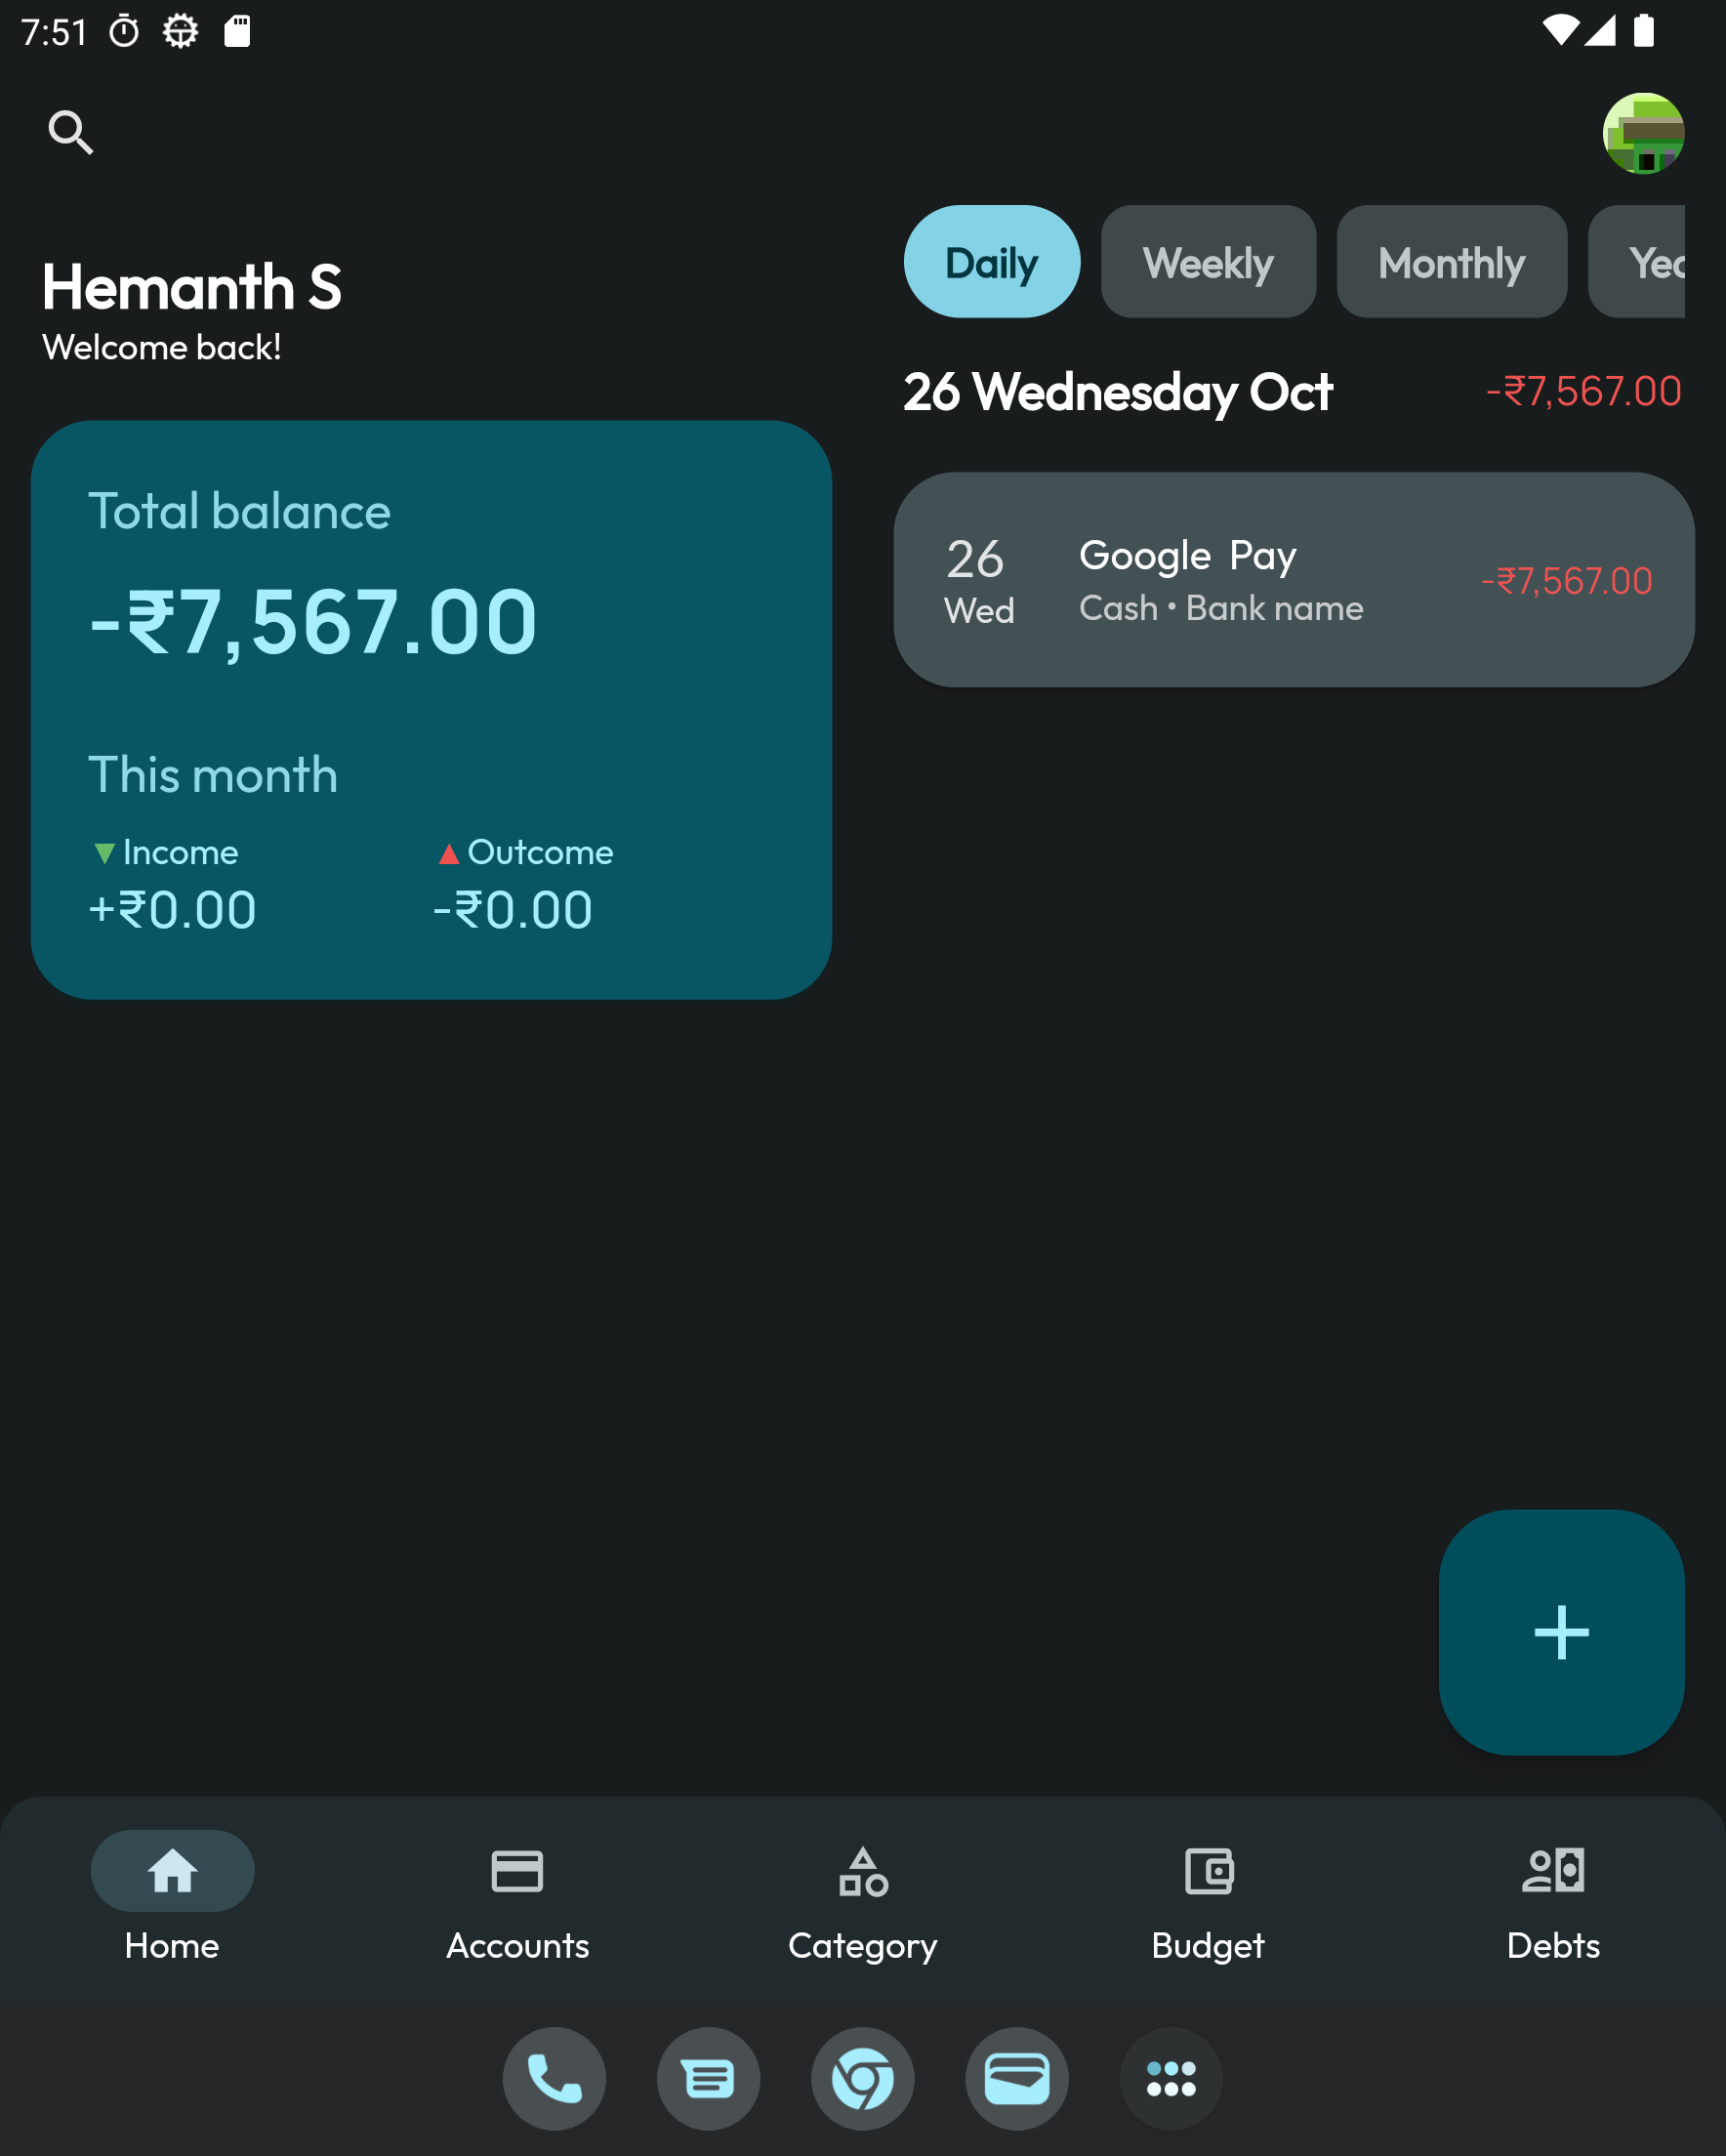 7:51
Hemanth S
Welcome back!
Total balance
-₹7,567.00
This month
▼Income
▲Outcome
+₹0.00
-₹0.00
Daily
Weekly
Monthly
26 Wednesday Oct
-₹7,567.00
26
Wed
Google Pay
Cash • Bank name
-₹7,567.00
Home
Accounts
Category
Budget
Debts